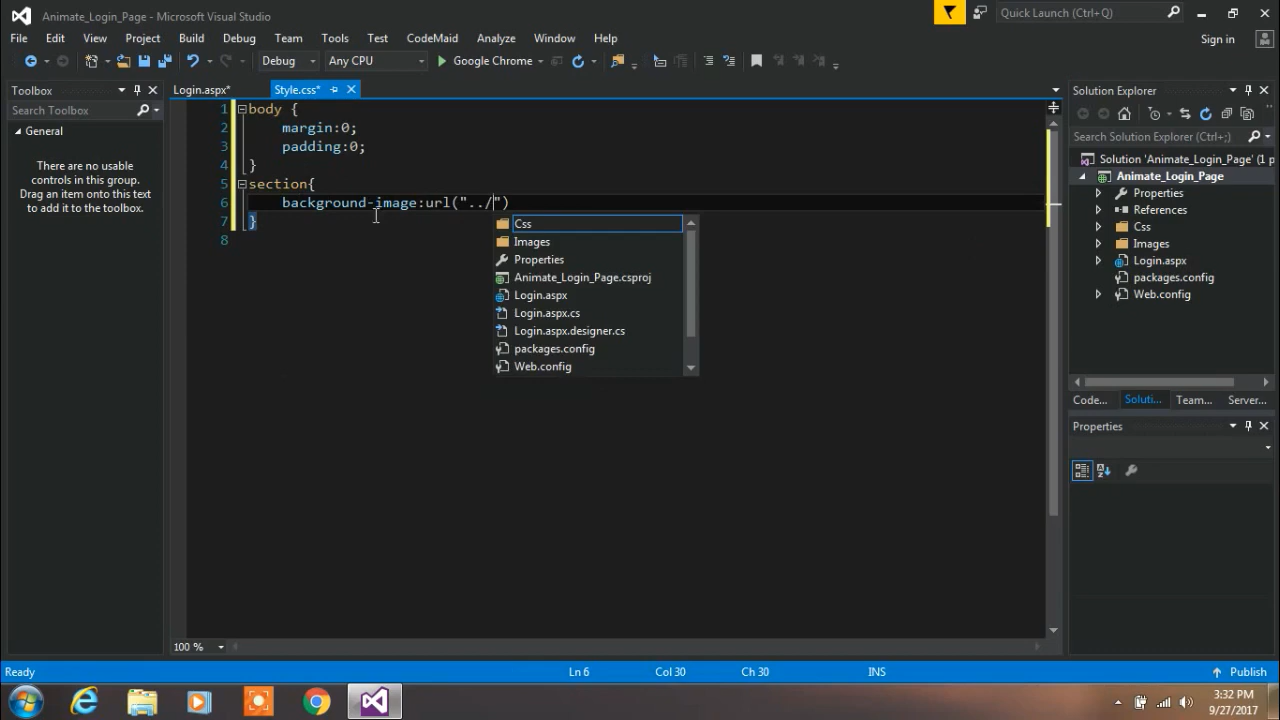 Animate_Login_Page - Microsoft Visual Studio
Quick Launch (Ctrl+Q)
File Edit View Project Build Debug Team Tools Test CodeMaid Analyze Window Help
Sign in
Debug Any CPU Google Chrome
Toolbox
Login.aspx* Style.css*
Solution Explorer
Search Toolbox
Search Solution Explorer (Ctrl+;)
General
There are no usable
controls in this group.
Drag an item onto this text
to add it to the toolbox.
1 body {
2 margin:0;
3 padding:0;
4 }
5 section{
6 background-image:url("../")
7 }
8
Css
Images
Properties
Animate_Login_Page.csproj
Login.aspx
Login.aspx.cs
Login.aspx.designer.cs
packages.config
Web.config
Solution 'Animate_Login_Page' (1 p
Animate_Login_Page
Properties
References
Css
Images
Login.aspx
packages.config
Web.config
Code... Soluti... Team... Server...
Properties
100 %
Ready Ln 6 Col 30 Ch 30 INS Publish
3:32 PM
9/27/2017